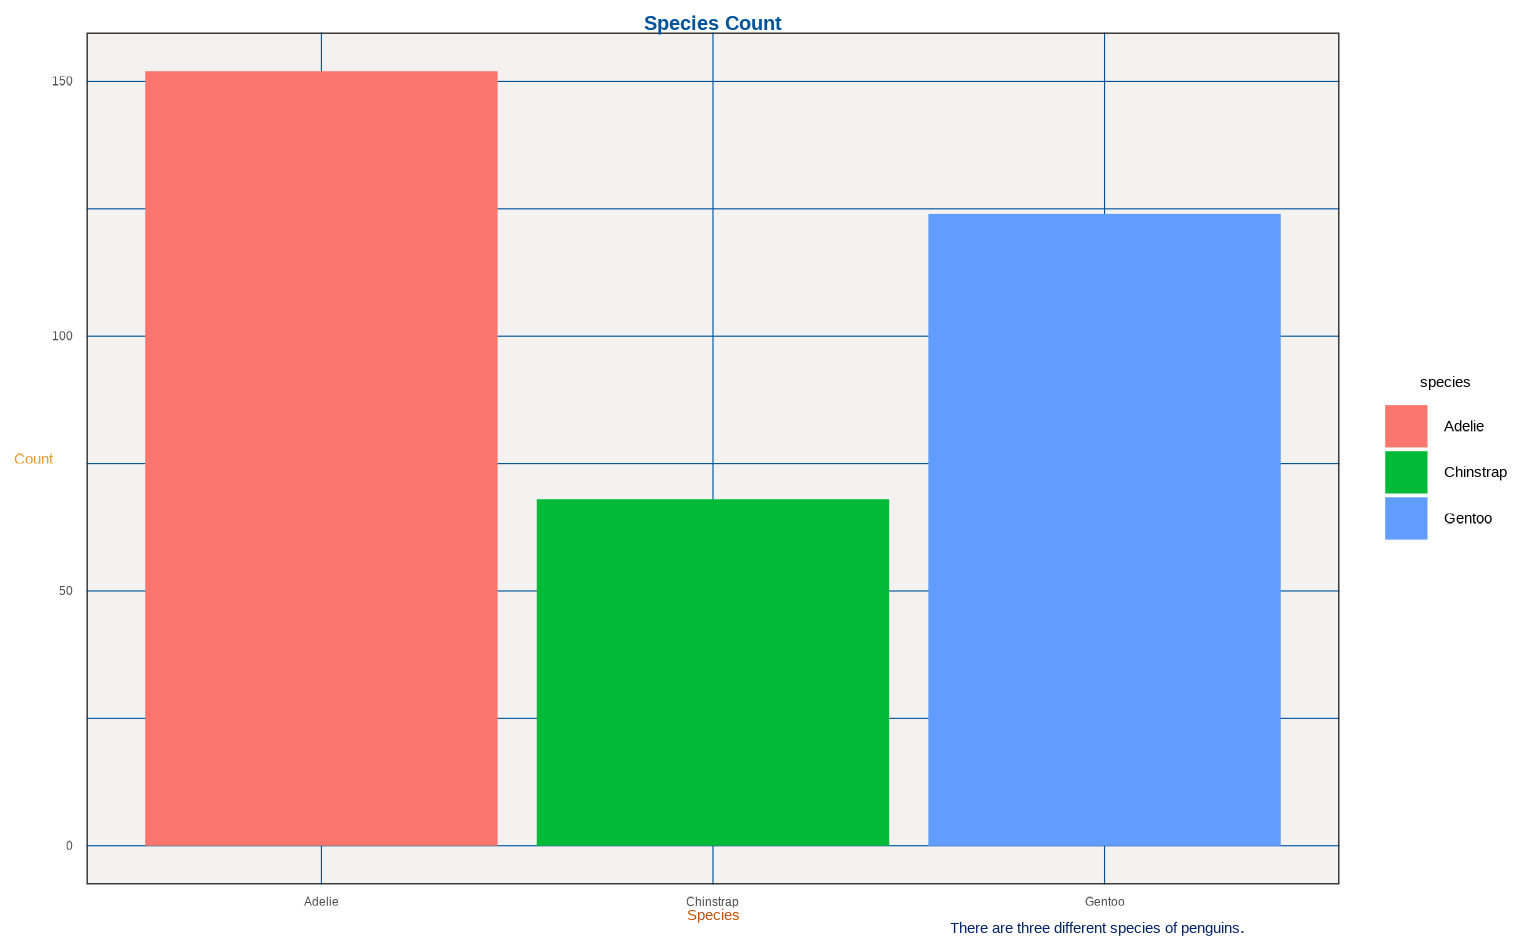 Species Count
150
100
50
0
Count
Adelie
Chinstrap
Gentoo
Species
There are three different species of penguins.
species
Adelie
Chinstrap
Gentoo